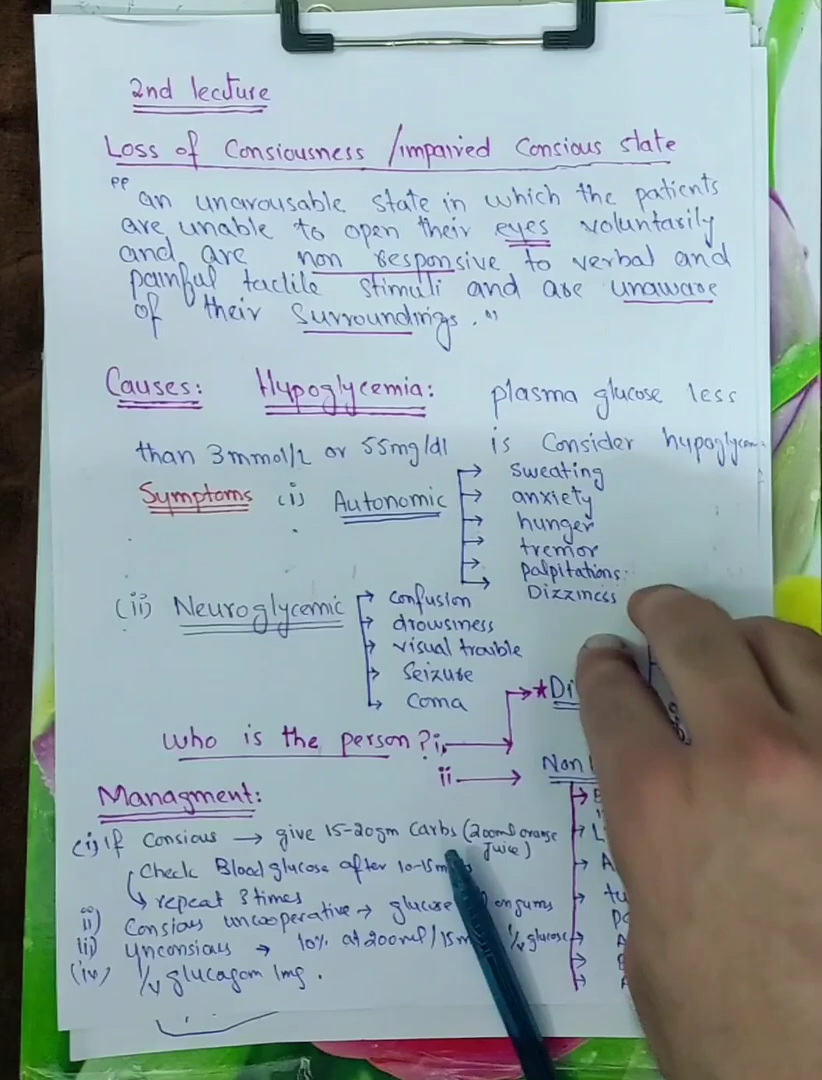 2nd lecture
Loss of Consiousness / impaired Consious state
"an unarousable state in which the patients
are unable to open their eyes voluntarily
and are non responsive to verbal and
painful tactile stimuli and are unaware
of their Surroundings."
Causes: Hypoglycemia: plasma glucose less
than 3mmol/l or 55mg/dl is Consider hypoglycem
Symptoms (i) Autonomic
Sweating
anxiety
hunger
tremor
palpitations
Dizziness
(ii) Neuroglycemic
Confusion
drowsiness
visual trouble
Seizure
Coma
who is the person? i,
Di
ii
Non
Managment:
(i) If Consious → give 15-20gm Carbs (200ml orange
Juice)
Check Blood glucose after 10-15m
repeat 3 times
ii) Consious uncooperative → glucose on gums
iii) Unconsious → 10% at 200ml/15m I/v glucose
(iv) I/v glucagom 1mg.